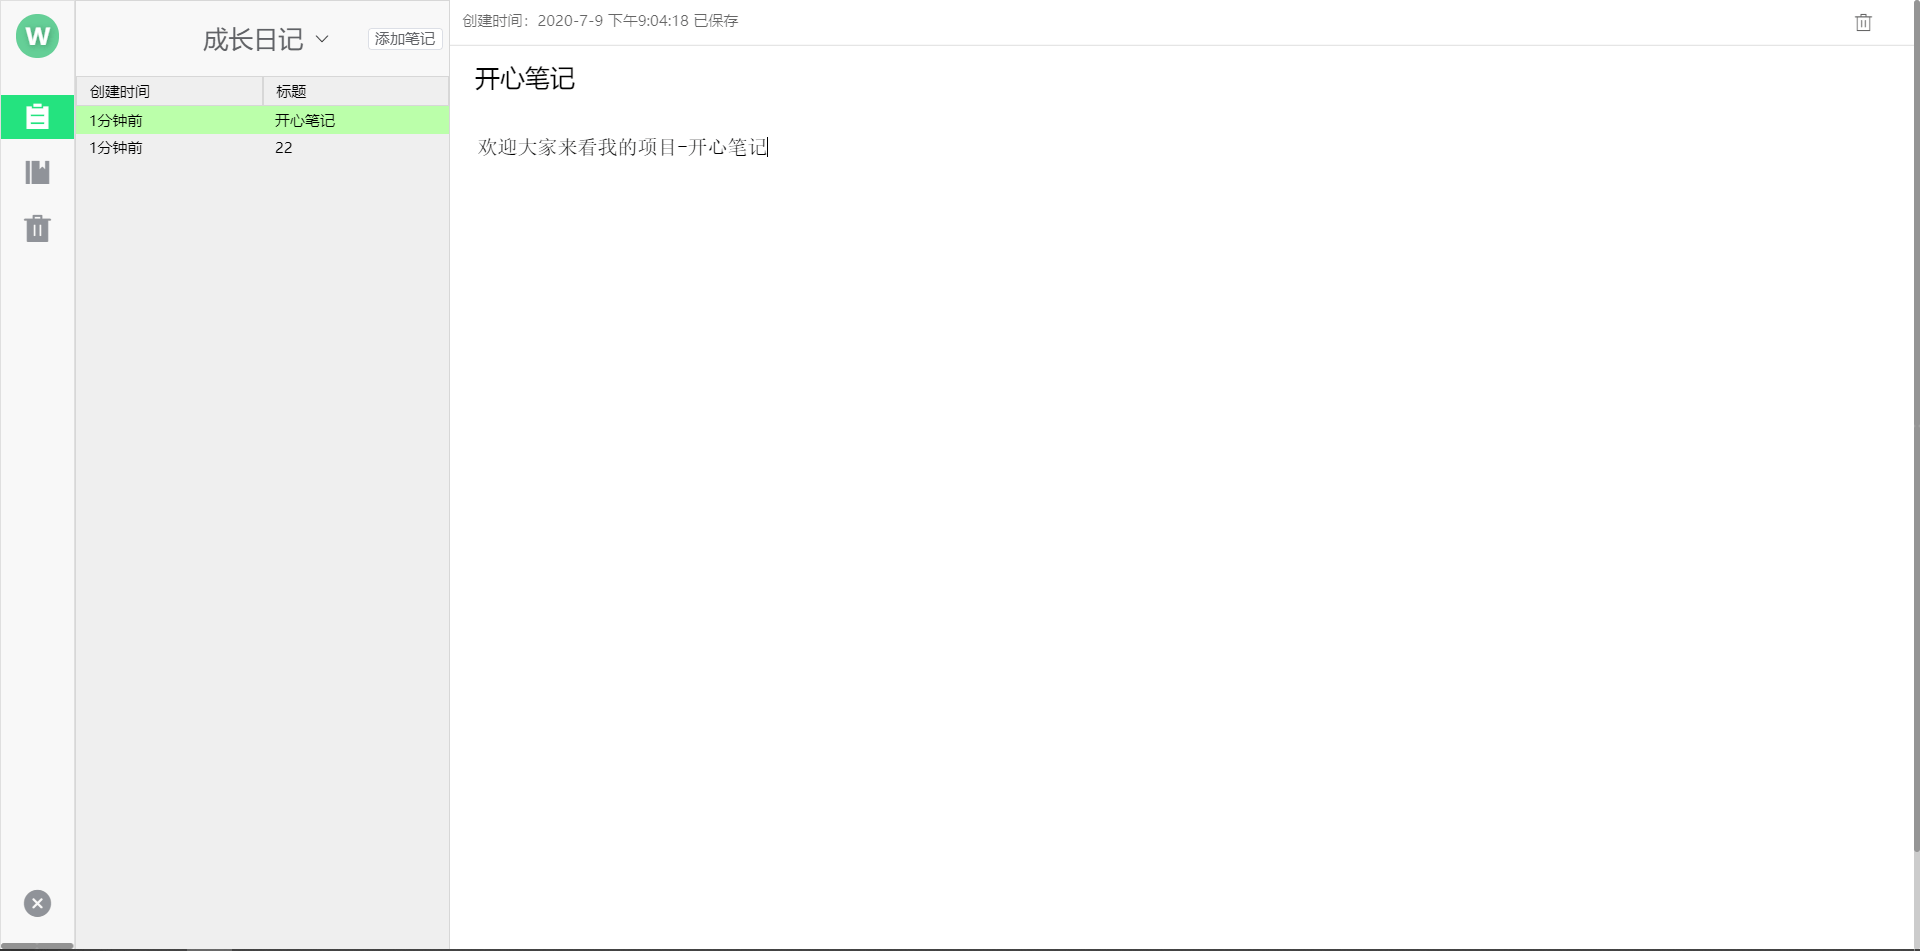 W
成长日记
添加笔记
创建时间 标题
1分钟前 开心笔记
1分钟前 22
创建时间：2020-7-9 下午9:04:18 已保存
开心笔记
欢迎大家来看我的项目-开心笔记